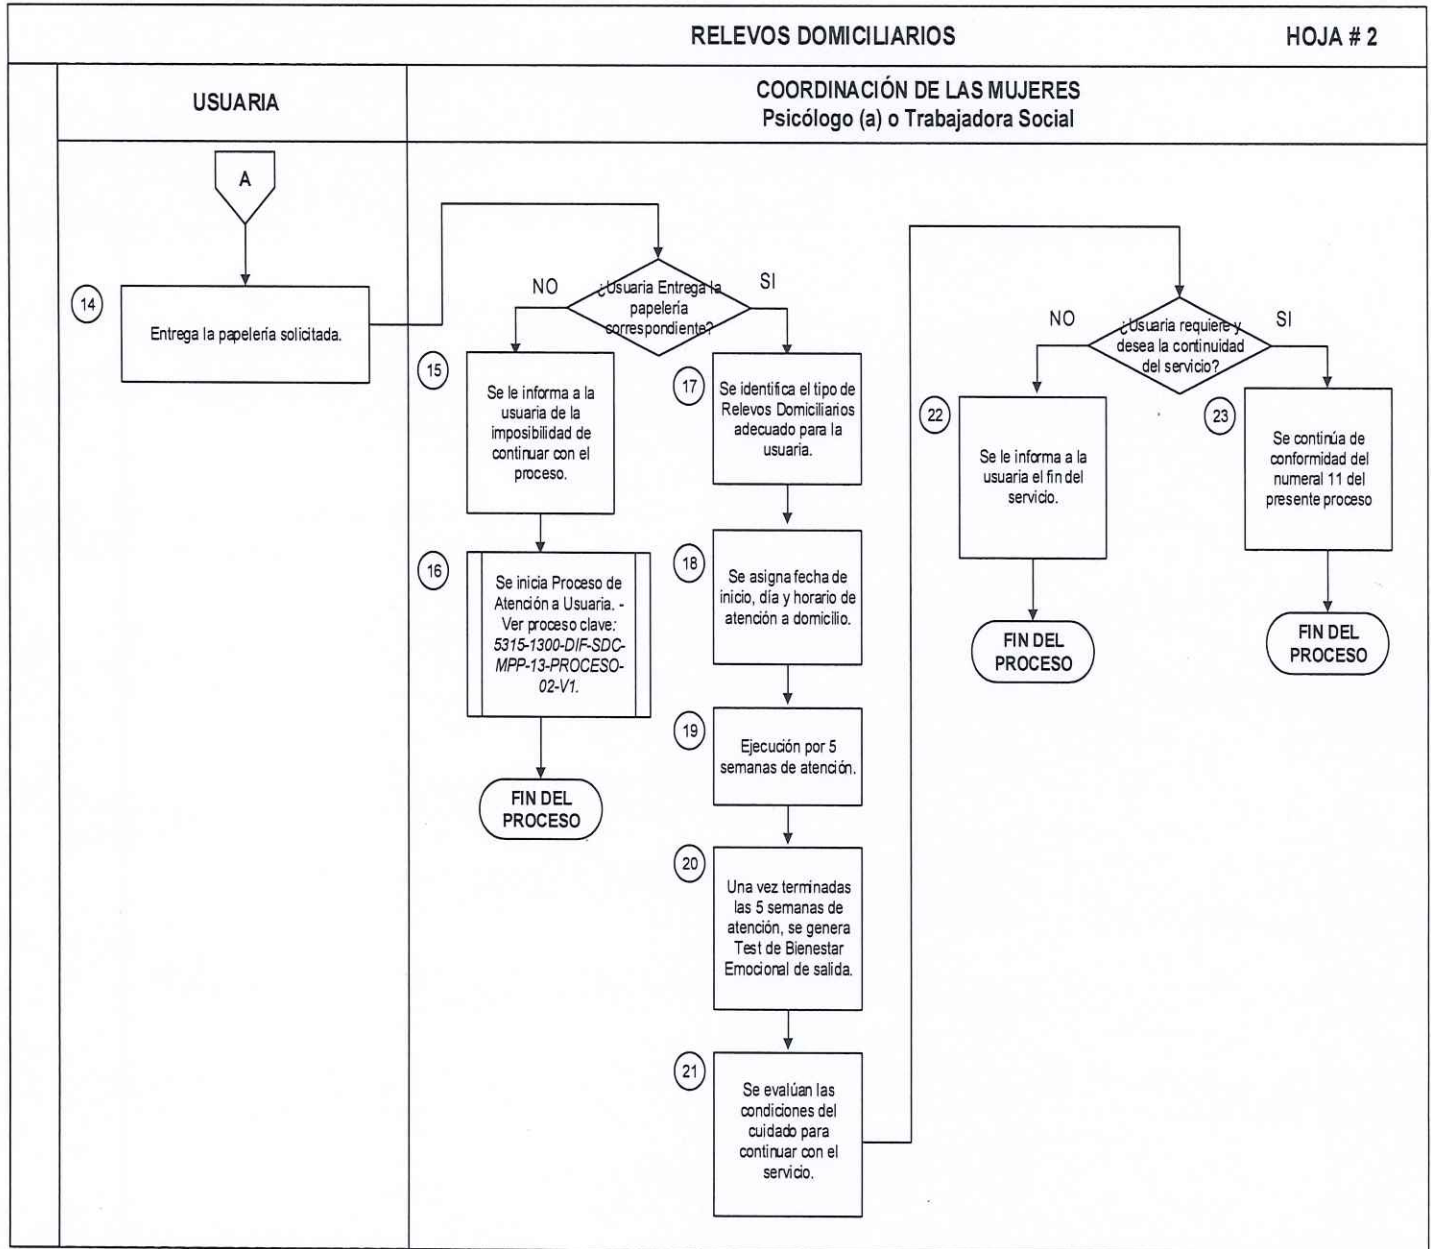 RELEVOS DOMICILIARIOS
HOJA # 2
USUARIA
COORDINACIÓN DE LAS MUJERES
Psicólogo (a) o Trabajadora Social
A
14
Entrega la papelería solicitada.
¿Usuaria Entrega la
papelería
correspondiente?
NO
SI
15
Se le informa a la
usuaria de la
imposibilidad de
continuar con el
proceso.
16
Se inicia Proceso de
Atención a Usuaria. -
Ver proceso clave:
5315-1300-DIF-SDC-
MPP-13-PROCESO-
02-V1.
FIN DEL
PROCESO
17
Se identifica el tipo de
Relevos Domiciliarios
adecuado para la
usuaria.
18
Se asigna fecha de
inicio, día y horario de
atención a domicilio.
19
Ejecución por 5
semanas de atención.
20
Una vez terminadas
las 5 semanas de
atención, se genera
Test de Bienestar
Emocional de salida.
21
Se evalúan las
condiciones del
cuidado para
continuar con el
servicio.
¿Usuaria requiere y
desea la continuidad
del servicio?
NO
SI
22
Se le informa a la
usuaria el fin del
servicio.
FIN DEL
PROCESO
23
Se continúa de
conformidad del
numeral 11 del
presente proceso
FIN DEL
PROCESO